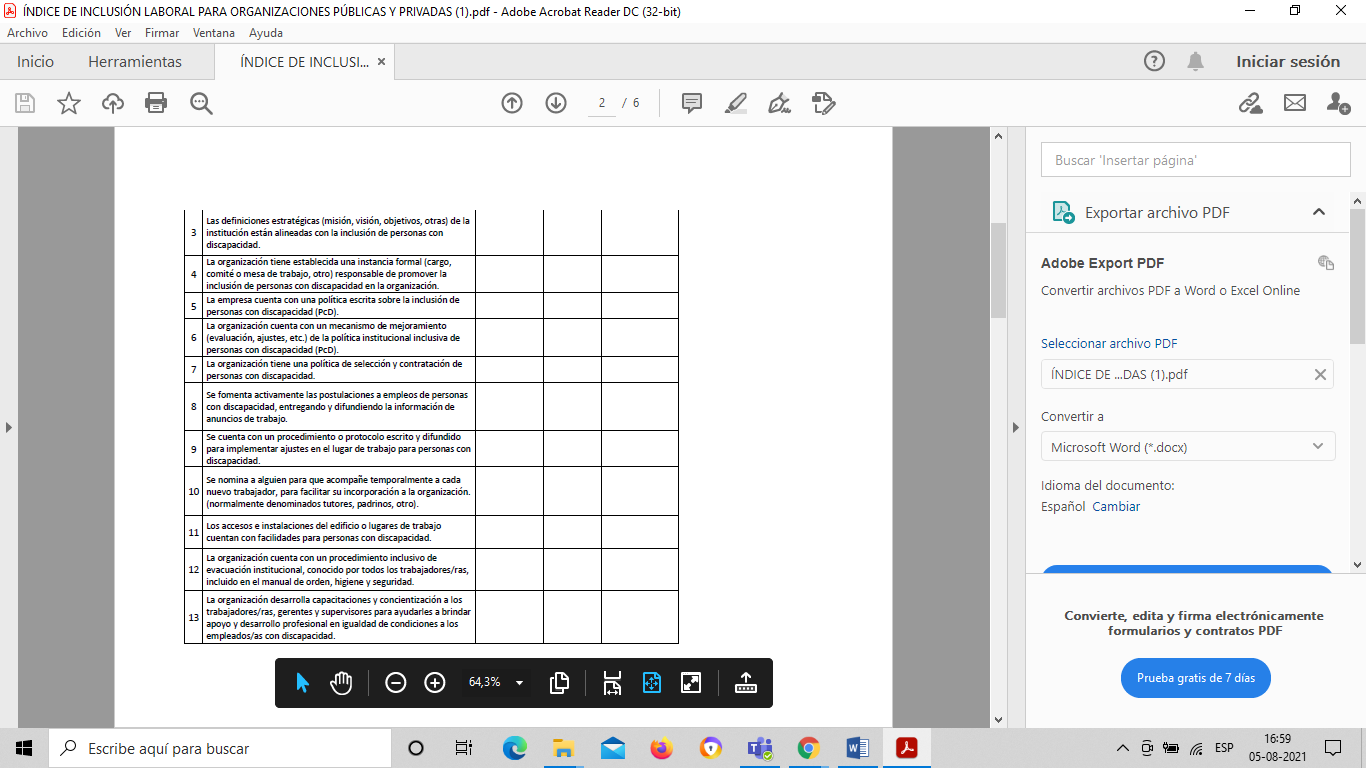 ÍNDICE DE INCLUSIÓN LABORAL PARA ORGANIZACIONES PÚBLICAS Y PRIVADAS (1).pdf - Adobe Acrobat Reader DC (32-bit)
Archivo Edición Ver Firmar Ventana Ayuda
Inicio Herramientas ÍNDICE DE INCLUSI... × Iniciar sesión
2 / 6
3 Las definiciones estratégicas (misión, visión, objetivos, otras) de la
institución están alineadas con la inclusión de personas con
discapacidad.
4 La organización tiene establecida una instancia formal (cargo,
comité o mesa de trabajo, otro) responsable de promover la
inclusión de personas con discapacidad en la organización.
5 La empresa cuenta con una política escrita sobre la inclusión de
personas con discapacidad (PcD).
6 La organización cuenta con un mecanismo de mejoramiento
(evaluación, ajustes, etc.) de la política institucional inclusiva de
personas con discapacidad (PcD).
7 La organización tiene una política de selección y contratación de
personas con discapacidad.
8 Se fomenta activamente las postulaciones a empleos de personas
con discapacidad, entregando y difundiendo la información de
anuncios de trabajo.
9 Se cuenta con un procedimiento o protocolo escrito y difundido
para implementar ajustes en el lugar de trabajo para personas con
discapacidad.
10 Se nomina a alguien para que acompañe temporalmente a cada
nuevo trabajador, para facilitar su incorporación a la organización.
(normalmente denominados tutores, padrinos, otro).
11 Los accesos e instalaciones del edificio o lugares de trabajo
cuentan con facilidades para personas con discapacidad.
12 La organización cuenta con un procedimiento inclusivo de
evacuación institucional, conocido por todos los trabajadores/ras,
incluido en el manual de orden, higiene y seguridad.
13 La organización desarrolla capacitaciones y concientización a los
trabajadores/ras, gerentes y supervisores para ayudarles a brindar
apoyo y desarrollo profesional en igualdad de condiciones a los
empleados/as con discapacidad.
64,3%
Buscar 'Insertar página'
Exportar archivo PDF
Adobe Export PDF
Convertir archivos PDF a Word o Excel Online
Seleccionar archivo PDF
ÍNDICE DE ...DAS (1).pdf
Convertir a
Microsoft Word (*.docx)
Idioma del documento:
Español Cambiar
Convierte, edita y firma electrónicamente
formularios y contratos PDF
Prueba gratis de 7 días
Escribe aquí para buscar
ESP
16:59
05-08-2021